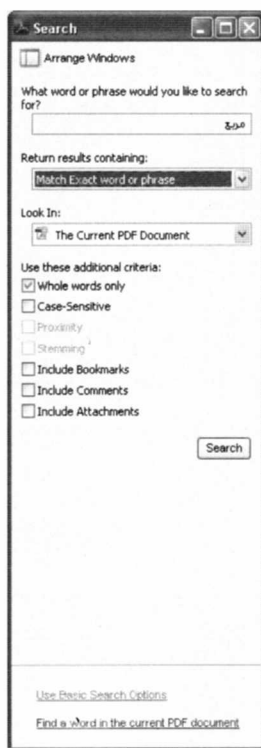 Search
Arrange Windows
What word or phrase would you like to search
for?
Return results containing:
Match Exact word or phrase
Look In:
The Current PDF Document
Use these additional criteria:
Whole words only
Case-Sensitive
Proximity
Stemming
Include Bookmarks
Include Comments
Include Attachments
Search
Use Basic Search Options
Find a word in the current PDF document